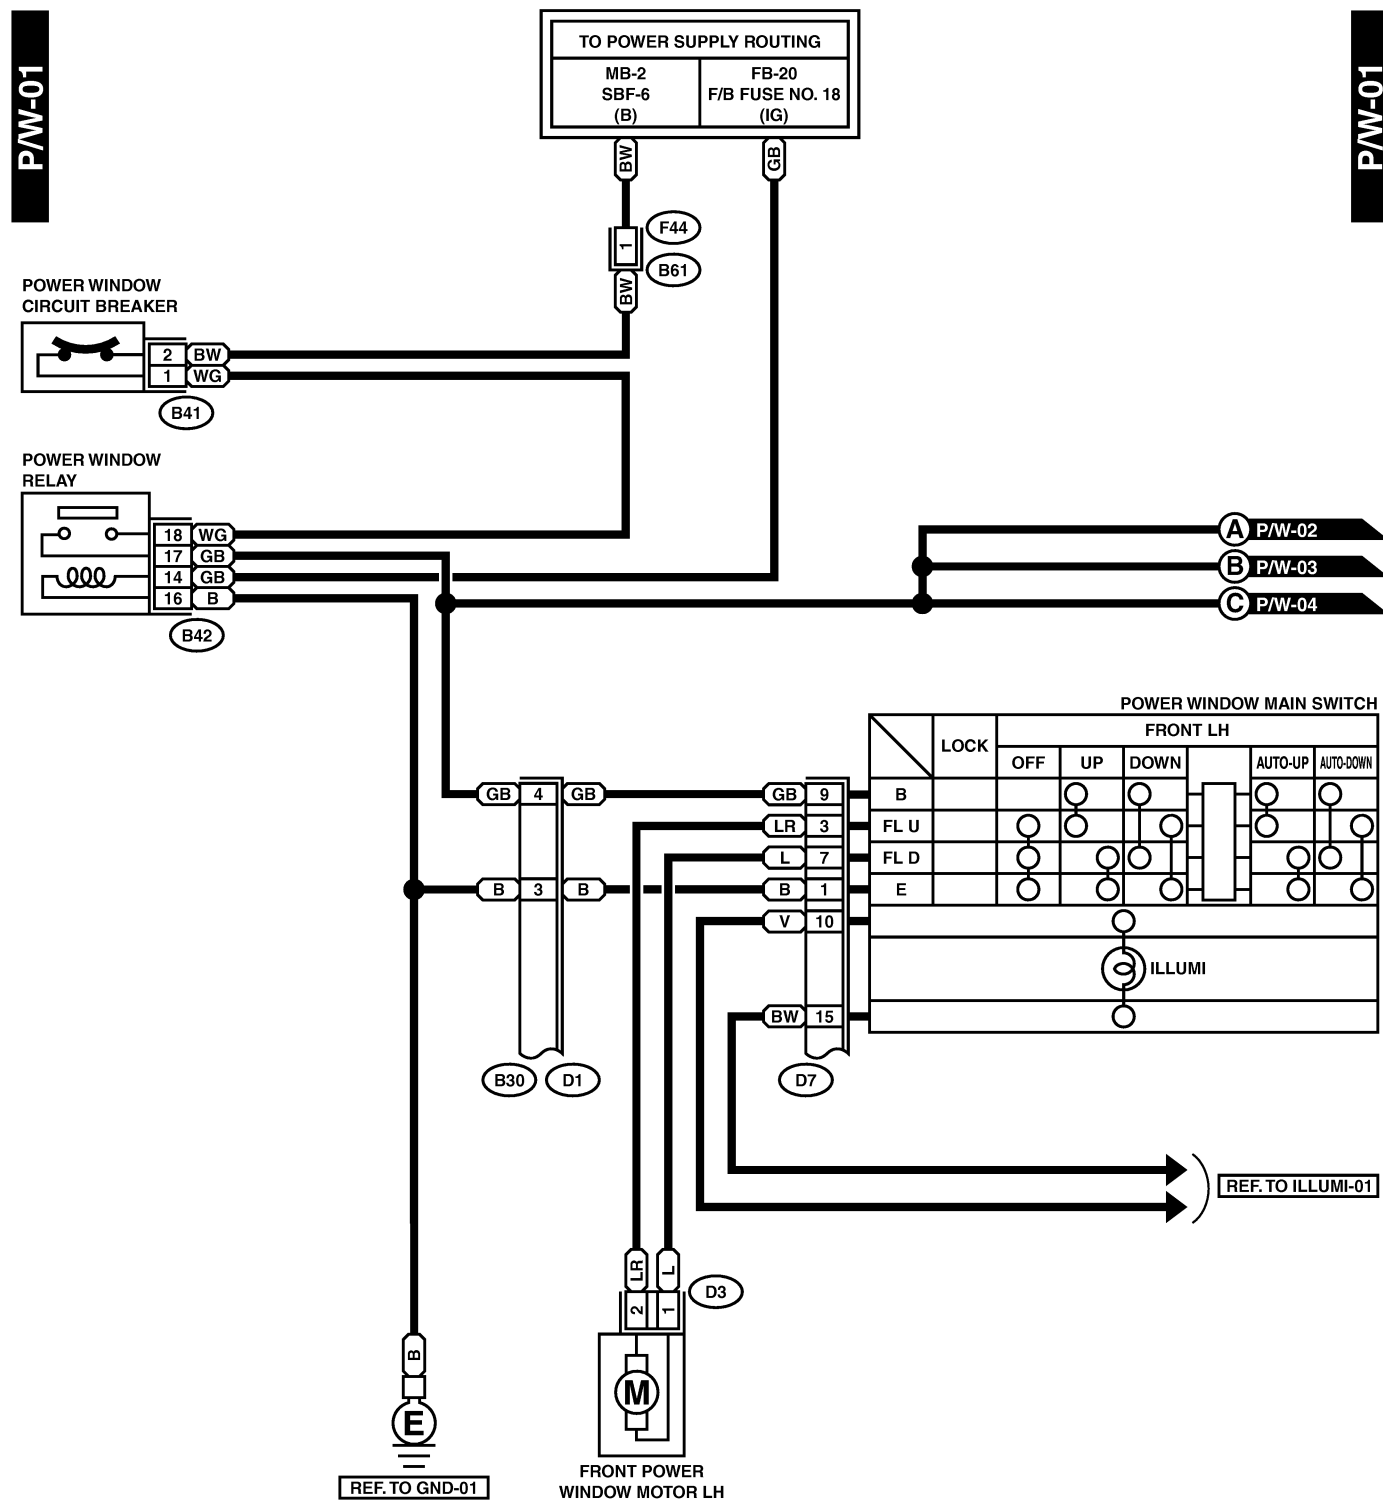 P/W-01
P/W-01
TO POWER SUPPLY ROUTING
MB-2
SBF-6
(B)
FB-20
F/B FUSE NO. 18
(IG)
BW
GB
1
F44
B61
BW
POWER WINDOW
CIRCUIT BREAKER
2 BW
1 WG
B41
POWER WINDOW
RELAY
18 WG
17 GB
14 GB
16 B
B42
A P/W-02
B P/W-03
C P/W-04
POWER WINDOW MAIN SWITCH
LOCK
FRONT LH
OFF UP DOWN AUTO-UP AUTO-DOWN
GB 4 GB GB 9 B
LR 3 FL U
L 7 FL D
B 3 B B 1 E
V 10
ILLUMI
BW 15
B30 D1 D7
REF. TO ILLUMI-01
LR L
D3
2 1
B
M
E
REF. TO GND-01
FRONT POWER
WINDOW MOTOR LH